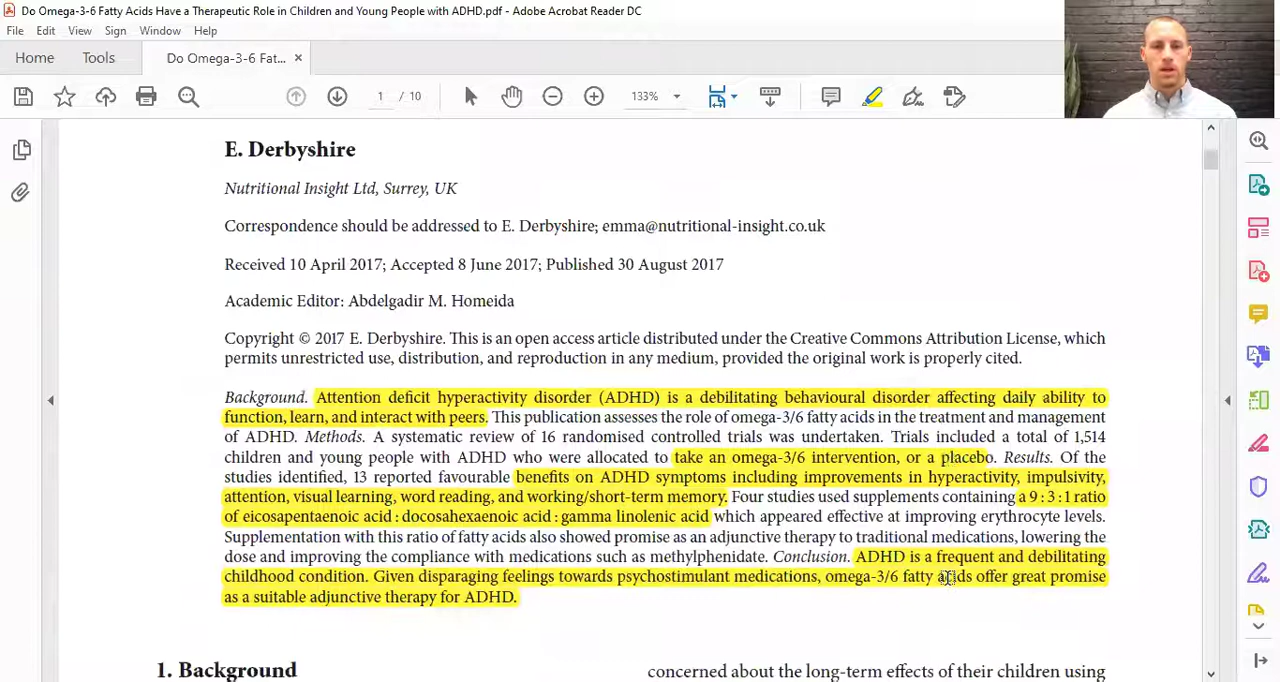 Do Omega-3-6 Fatty Acids Have a Therapeutic Role in Children and Young People with ADHD.pdf - Adobe Acrobat Reader DC
File Edit View Sign Window Help
Home Tools Do Omega-3-6 Fat... ×
1 / 10 133%
E. Derbyshire
Nutritional Insight Ltd, Surrey, UK
Correspondence should be addressed to E. Derbyshire; emma@nutritional-insight.co.uk
Received 10 April 2017; Accepted 8 June 2017; Published 30 August 2017
Academic Editor: Abdelgadir M. Homeida
Copyright © 2017 E. Derbyshire. This is an open access article distributed under the Creative Commons Attribution License, which
permits unrestricted use, distribution, and reproduction in any medium, provided the original work is properly cited.
Background. Attention deficit hyperactivity disorder (ADHD) is a debilitating behavioural disorder affecting daily ability to
function, learn, and interact with peers. This publication assesses the role of omega-3/6 fatty acids in the treatment and management
of ADHD. Methods. A systematic review of 16 randomised controlled trials was undertaken. Trials included a total of 1,514
children and young people with ADHD who were allocated to take an omega-3/6 intervention, or a placebo. Results. Of the
studies identified, 13 reported favourable benefits on ADHD symptoms including improvements in hyperactivity, impulsivity,
attention, visual learning, word reading, and working/short-term memory. Four studies used supplements containing a 9 : 3 : 1 ratio
of eicosapentaenoic acid : docosahexaenoic acid : gamma linolenic acid which appeared effective at improving erythrocyte levels.
Supplementation with this ratio of fatty acids also showed promise as an adjunctive therapy to traditional medications, lowering the
dose and improving the compliance with medications such as methylphenidate. Conclusion. ADHD is a frequent and debilitating
childhood condition. Given disparaging feelings towards psychostimulant medications, omega-3/6 fatty acids offer great promise
as a suitable adjunctive therapy for ADHD.
1. Background
concerned about the long-term effects of their children using